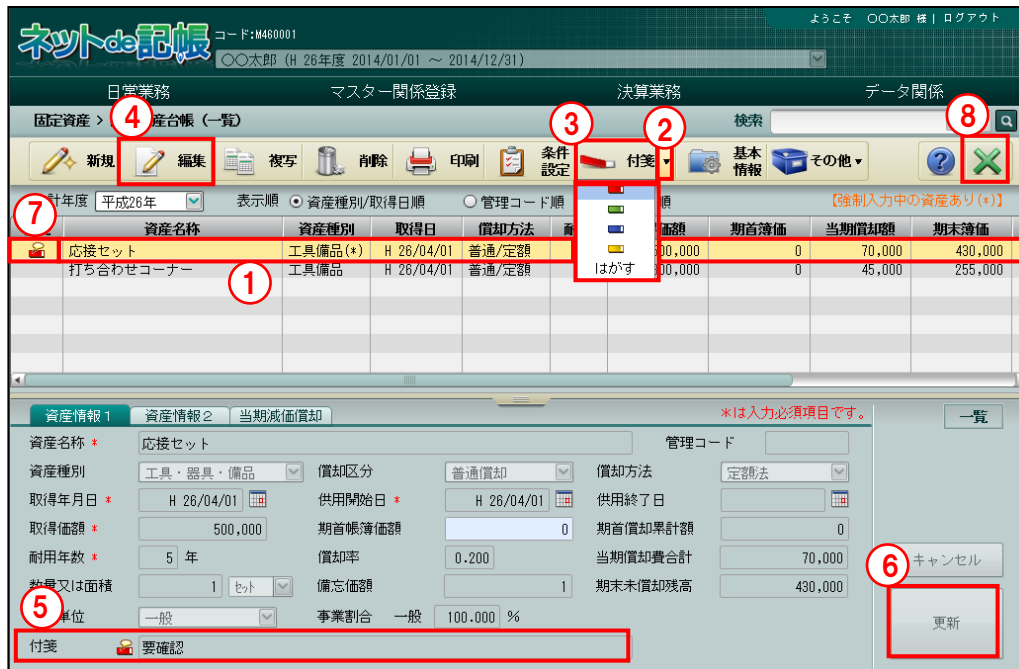 ようこそ 〇〇太郎 様 | ログアウト
ネットde記帳 コード:M460001
〇〇太郎 (H 26年度 2014/01/01 ～ 2014/12/31)
日常業務 マスター関係登録 決算業務 データ関係
固定資産 > 産台帳 (一覧) 検索
④ ③ ② ⑧
新規 編集 複写 削除 印刷 条件設定 付箋 基本情報 その他
計年度 平成26年 表示順 資産種別/取得日順 管理コード順 順 【強制入力中の資産あり(*)】
⑦
資産名称 資産種別 取得日 償却方法 価額 期首簿価 当期償却額 期末簿価
応接セット 工具備品(*) H 26/04/01 普通/定額 00,000 0 70,000 430,000
打ち合わせコーナー 工具備品 H 26/04/01 普通/定額 00,000 0 45,000 255,000
はがす
①
資産情報1 資産情報2 当期減価償却 *は入力必須項目です。 一覧
資産名称 * 応接セット 管理コード
資産種別 工具・器具・備品 償却区分 普通償却 償却方法 定額法
取得年月日 * H 26/04/01 供用開始日 * H 26/04/01 供用終了日
取得価額 * 500,000 期首帳簿価額 0 期首償却累計額 0
耐用年数 * 5 年 償却率 0.200 当期償却費合計 70,000 キャンセル
数量又は面積 1 セット 備忘価額 1 期末未償却残高 430,000
⑥
⑤
単位 一般 事業割合 一般 100.000 % 更新
付箋 要確認